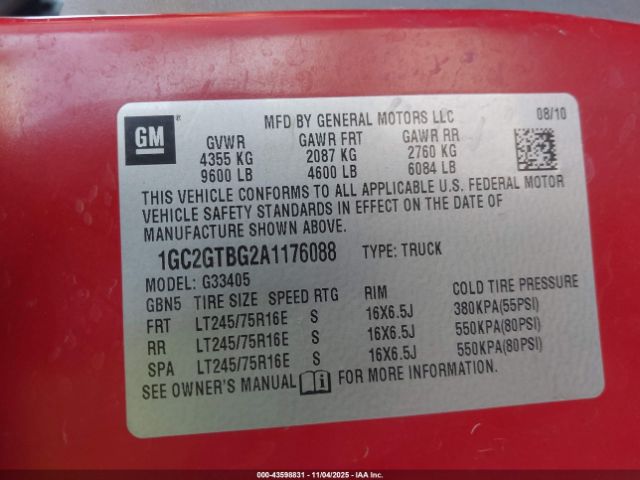 MFD BY GENERAL MOTORS LLC 08/10
GM®
GVWR GAWR FRT GAWR RR
4355 KG 2087 KG 2760 KG
9600 LB 4600 LB 6084 LB
THIS VEHICLE CONFORMS TO ALL APPLICABLE U.S. FEDERAL MOTOR
VEHICLE SAFETY STANDARDS IN EFFECT ON THE DATE OF
MANUFACTURE SHOWN ABOVE.
1GC2GTBG2A1176088 TYPE: TRUCK
MODEL: G33405
GBN5 TIRE SIZE SPEED RTG RIM COLD TIRE PRESSURE
FRT LT245/75R16E S 16X6.5J 380KPA(55PSI)
RR LT245/75R16E S 16X6.5J 550KPA(80PSI)
SPA LT245/75R16E S 16X6.5J 550KPA(80PSI)
SEE OWNER'S MANUAL i FOR MORE INFORMATION.
000-43598831 - 11/04/2025 - IAAI.com